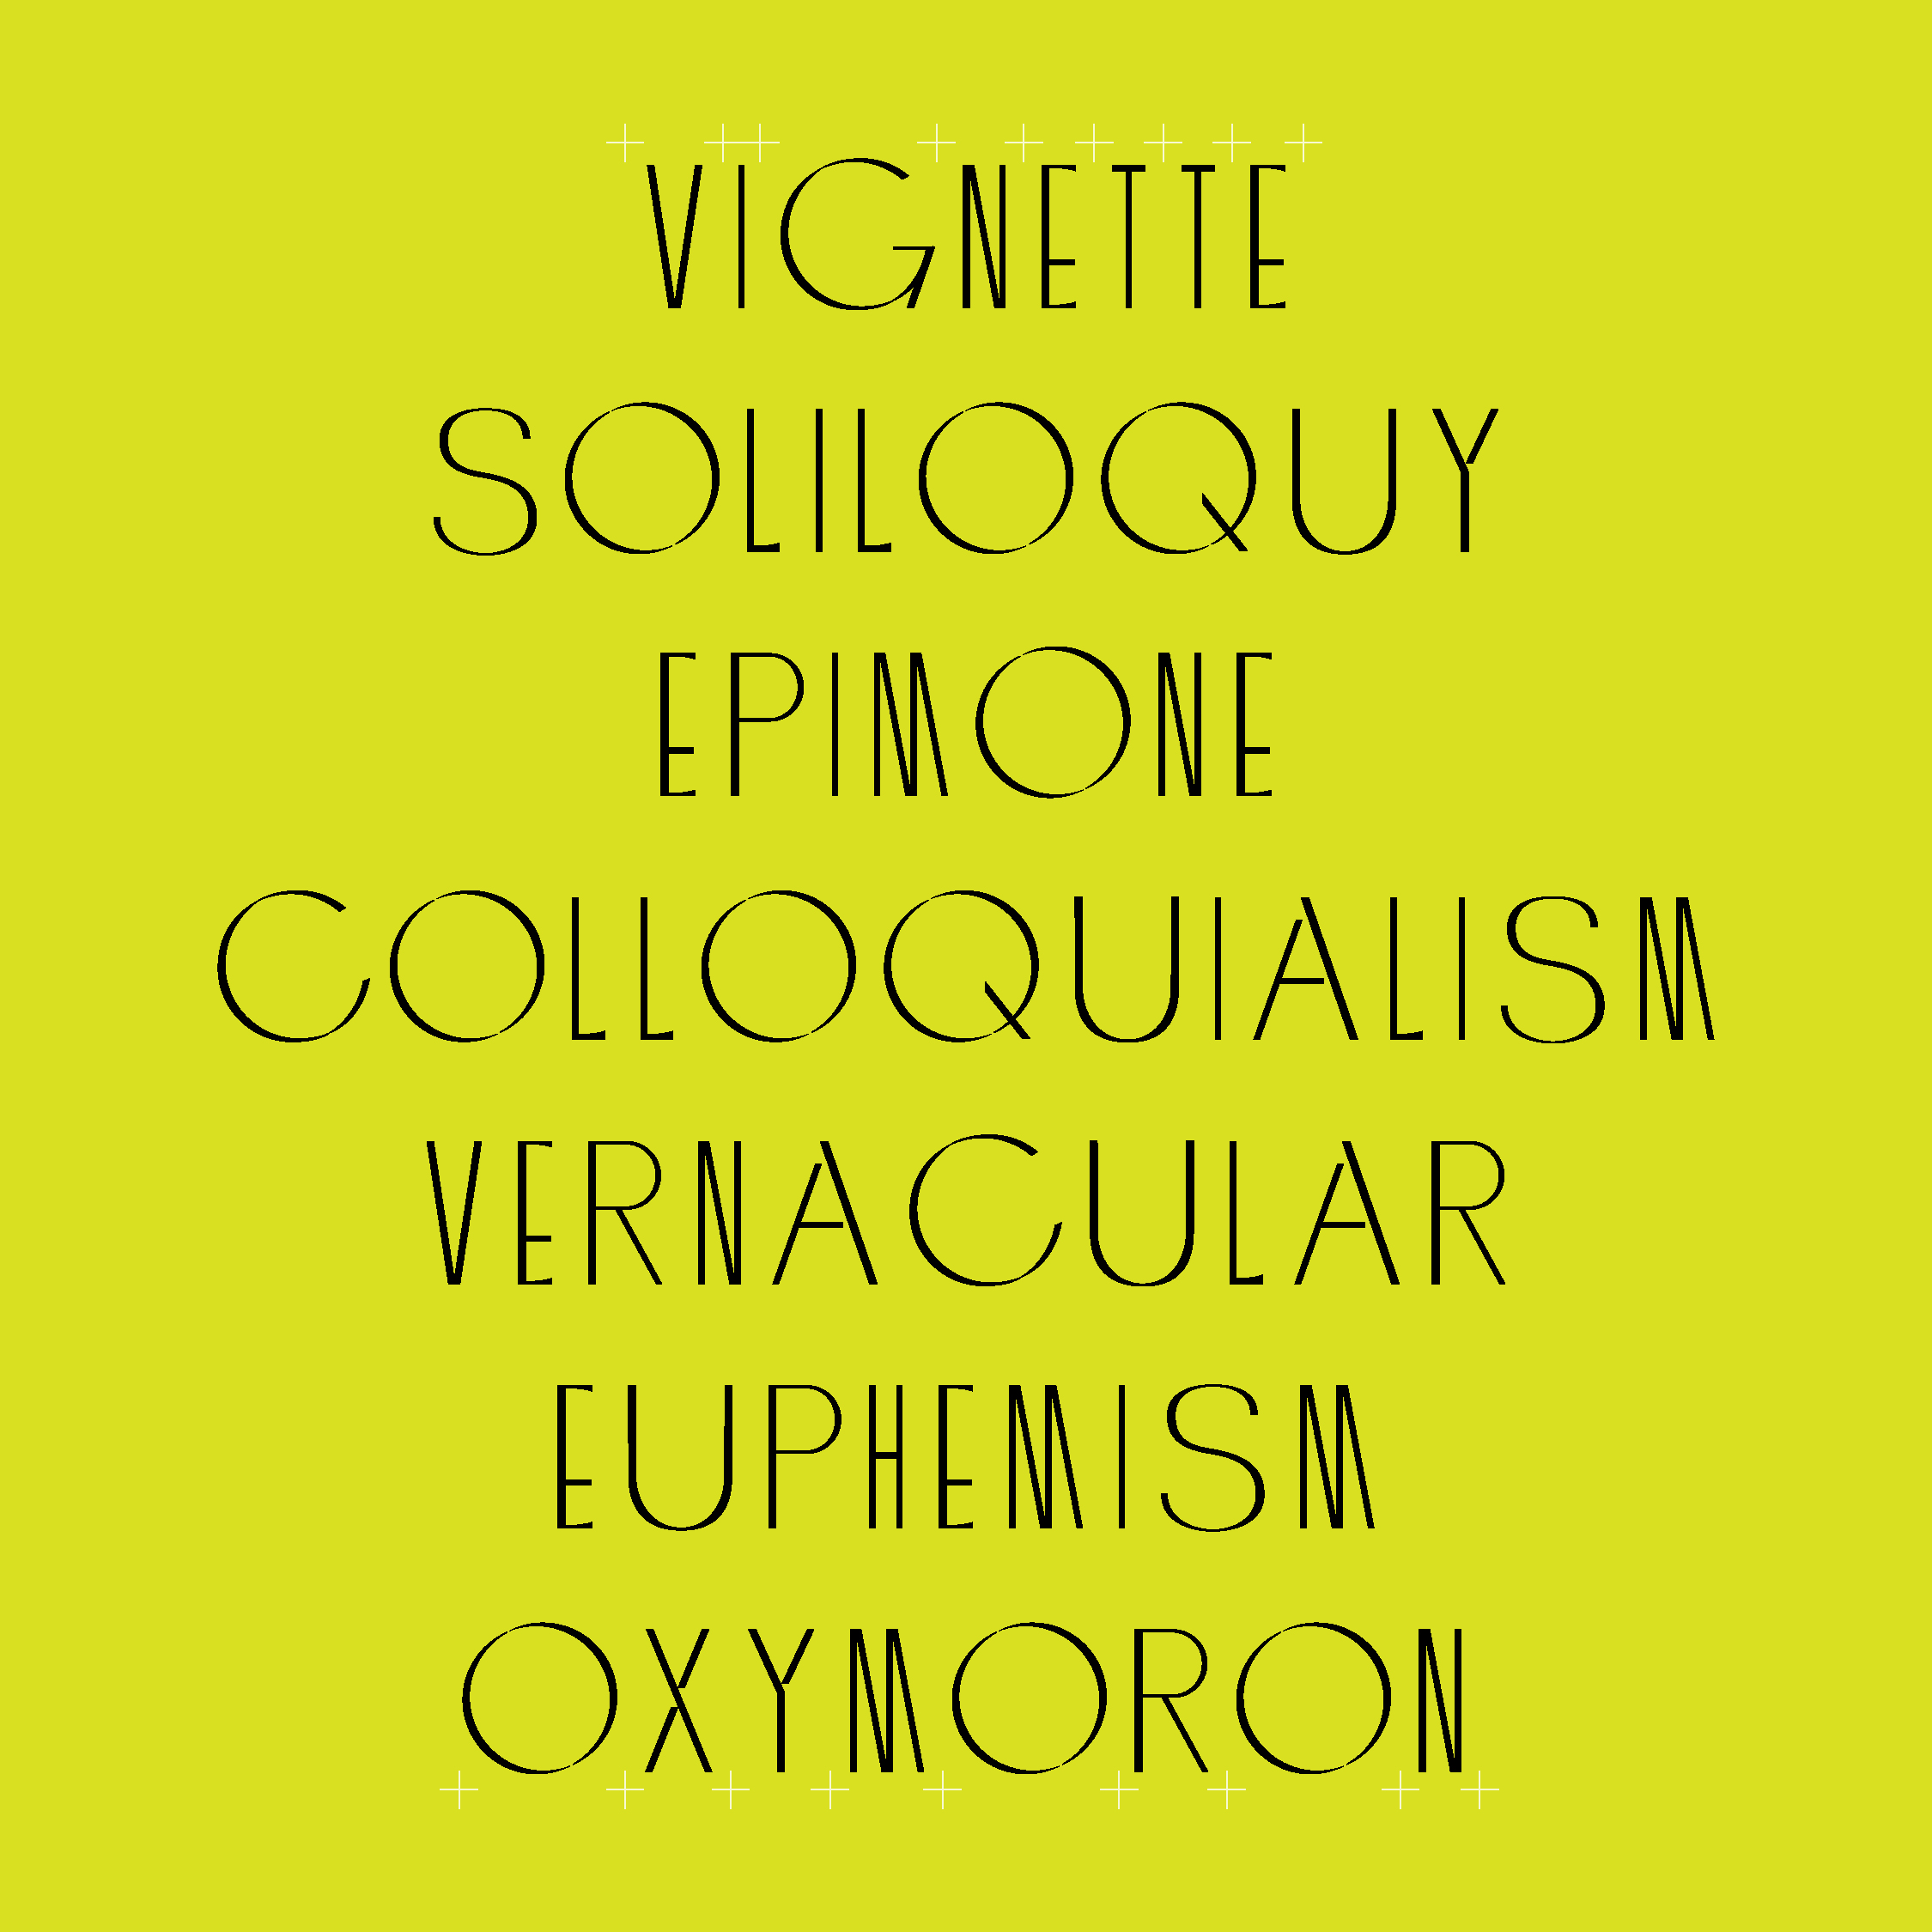 VIGNETTE
SOLILOQUY
EPIMONE
COLLOQUIALISM
VERNACULAR
EUPHEMISM
OXYMORON